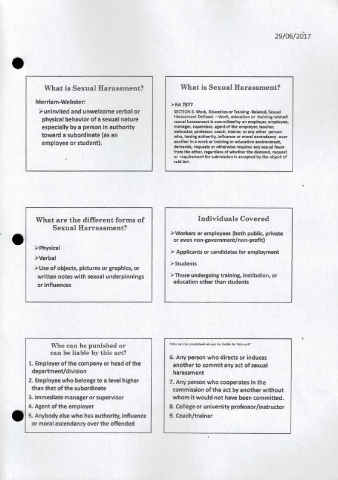 29/06/2017
What is Sexual Harassment?
Merriam-Webster:
➢uninvited and unwelcome verbal or
physical behavior of a sexual nature
especially by a person in authority
toward a subordinate (as an
employee or student).
What is Sexual Harassment?
➢RA 7877
SECTION 3. Work, Education or Training -Related, Sexual
Harassment Defined. - Work, education or training-related
sexual harassment is committed by an employer, employee,
manager, supervisor, agent of the employer, teacher,
instructor, professor, coach, trainor, or any other person
who, having authority, influence or moral ascendancy over
another in a work or training or education environment,
demands, requests or otherwise requires any sexual favor
from the other, regardless of whether the demand, request
or requirement for submission is accepted by the object of
said Act.
What are the different forms of
Sexual Harrassment?
➢Physical
➢Verbal
➢Use of objects, pictures or graphics, or
written notes with sexual underpinnings
or influences
Individuals Covered
➢Workers or employees (both public, private
or even non-government/non-profit)
➢ Applicants or candidates for employment
➢Students
➢Those undergoing training, institution, or
education other than students
Who can be punished or
can be liable by this act?
1. Employer of the company or head of the
department/division
2. Employee who belongs to a level higher
than that of the subordinate
3. Immediate manager or supervisor
4. Agent of the employer
5. Anybody else who has authority, influence
or moral ascendancy over the offended
Who can be punished or can be liable by this act?
6. Any person who directs or induces
another to commit any act of sexual
harassment
7. Any person who cooperates in the
commission of the act by another without
whom it would not have been committed.
8. College or university professor/instructor
9. Coach/trainer